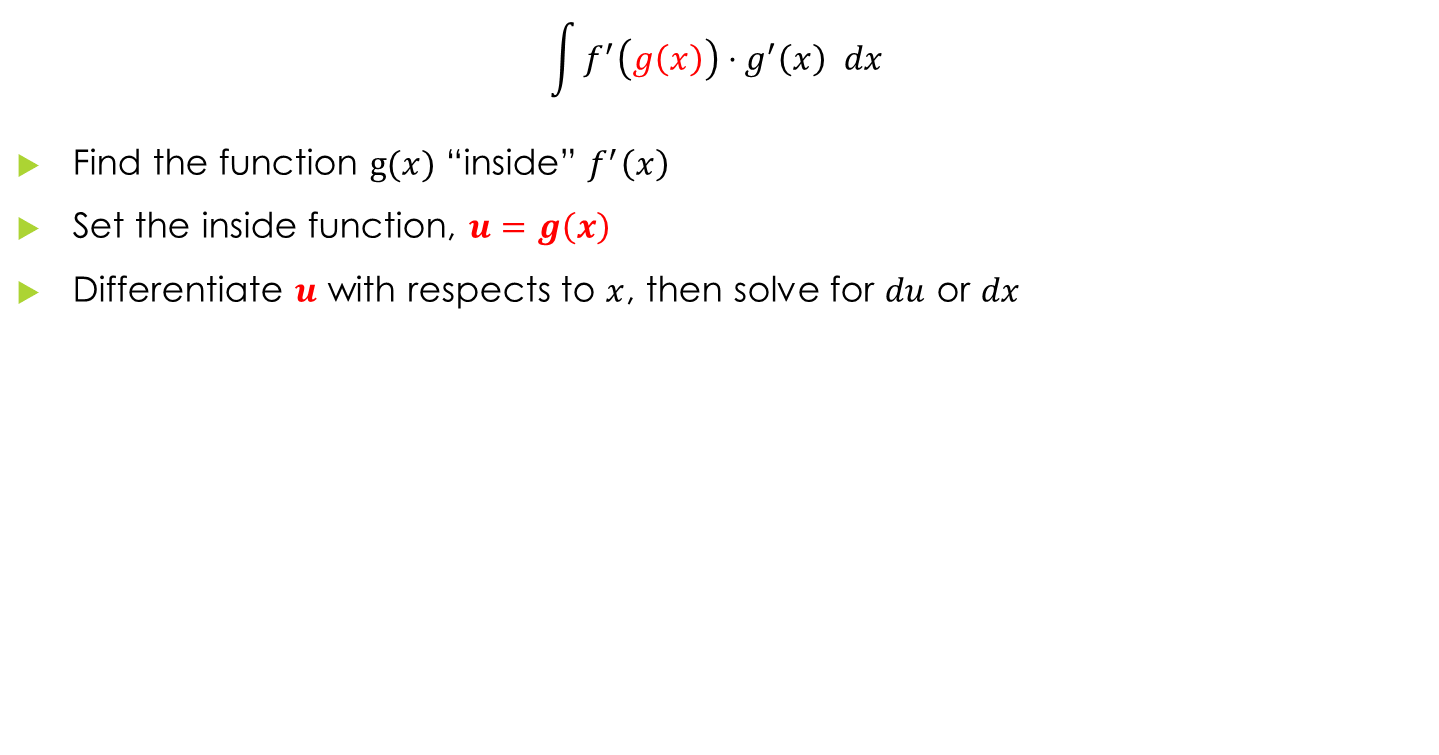 ∫ f′(g(x)) · g′(x) dx
Find the function g(x) “inside” f′(x)
Set the inside function, u = g(x)
Differentiate u with respects to x, then solve for du or dx